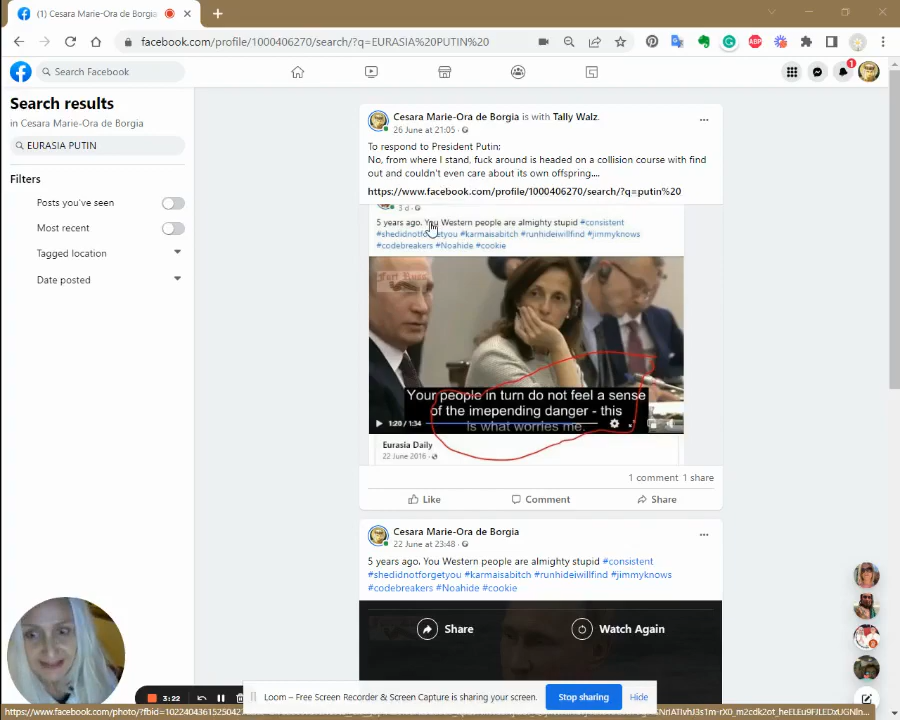 (1) Cesara Marie-Ora de Borgia
facebook.com/profile/1000406270/search/?q=EURASIA%20PUTIN%20
ABP
Search Facebook
1
Search results
in Cesara Marie-Ora de Borgia
EURASIA PUTIN
Filters
Posts you've seen
Most recent
Tagged location
Date posted
Cesara Marie-Ora de Borgia is with Tally Walz.
26 June at 21:05
To respond to President Putin:
No, from where I stand, fuck around is headed on a collision course with find
out and couldn't even care about its own offspring....
https://www.facebook.com/profile/1000406270/search/?q=putin%20
3 d
5 years ago. You Western people are almighty stupid #consistent
#shedidnotforgetyou #karmaisabitch #runhideiwillfind #jimmyknows
#codebreakers #Noahide #cookie
Fort Russ
Your people in turn do not feel a sense
of the imepending danger - this
is what worries me.
1:20 / 1:34
Eurasia Daily
22 June 2016
1 comment 1 share
Like
Comment
Share
Cesara Marie-Ora de Borgia
22 June at 23:48
5 years ago. You Western people are almighty stupid #consistent
#shedidnotforgetyou #karmaisabitch #runhideiwillfind #jimmyknows
#codebreakers #Noahide #cookie
Share
Watch Again
3:22
Loom – Free Screen Recorder & Screen Capture is sharing your screen.
Stop sharing
Hide